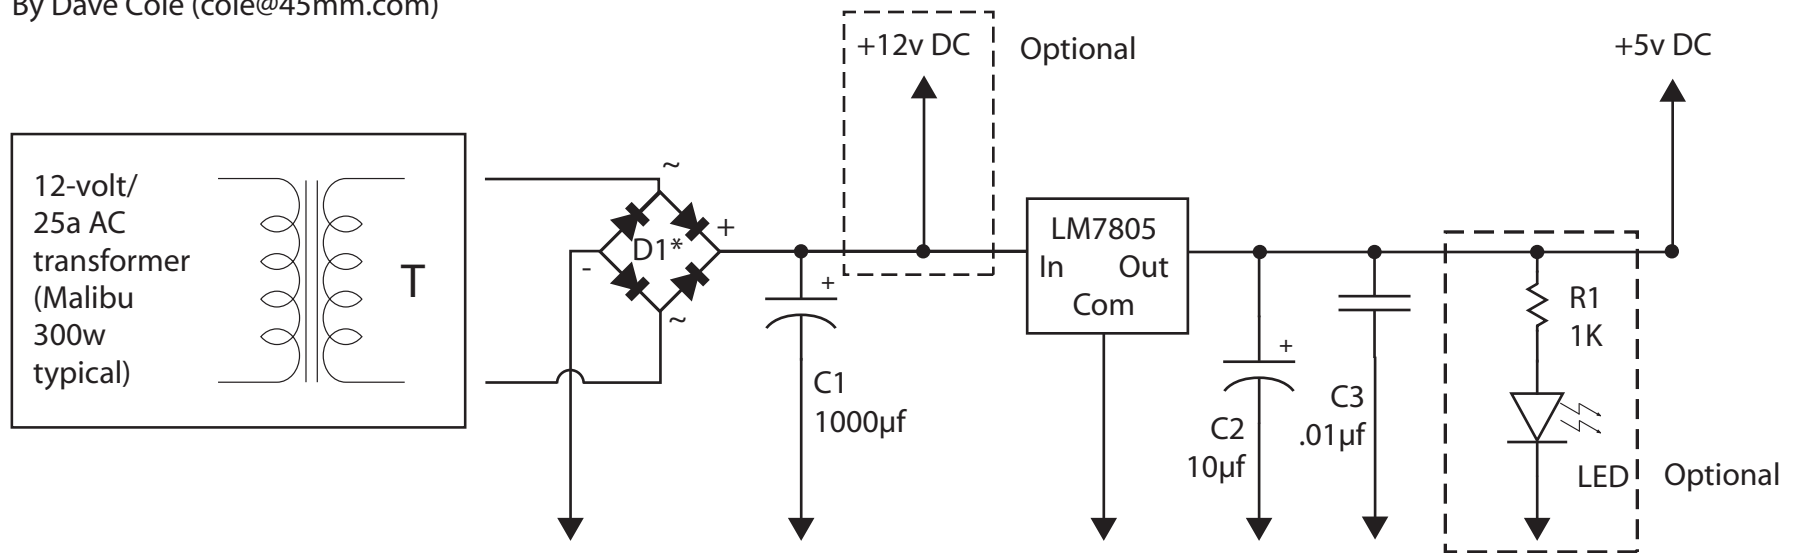 By Dave Cole (cole@45mm.com)
+12v DC
Optional
+5v DC
12-volt/
25a AC
transformer
(Malibu
300w
typical)
T
~
D1*
+
-
~
+
C1
1000µf
LM7805
In Out
Com
+
C2
10µf
C3
.01µf
R1
1K
LED
Optional